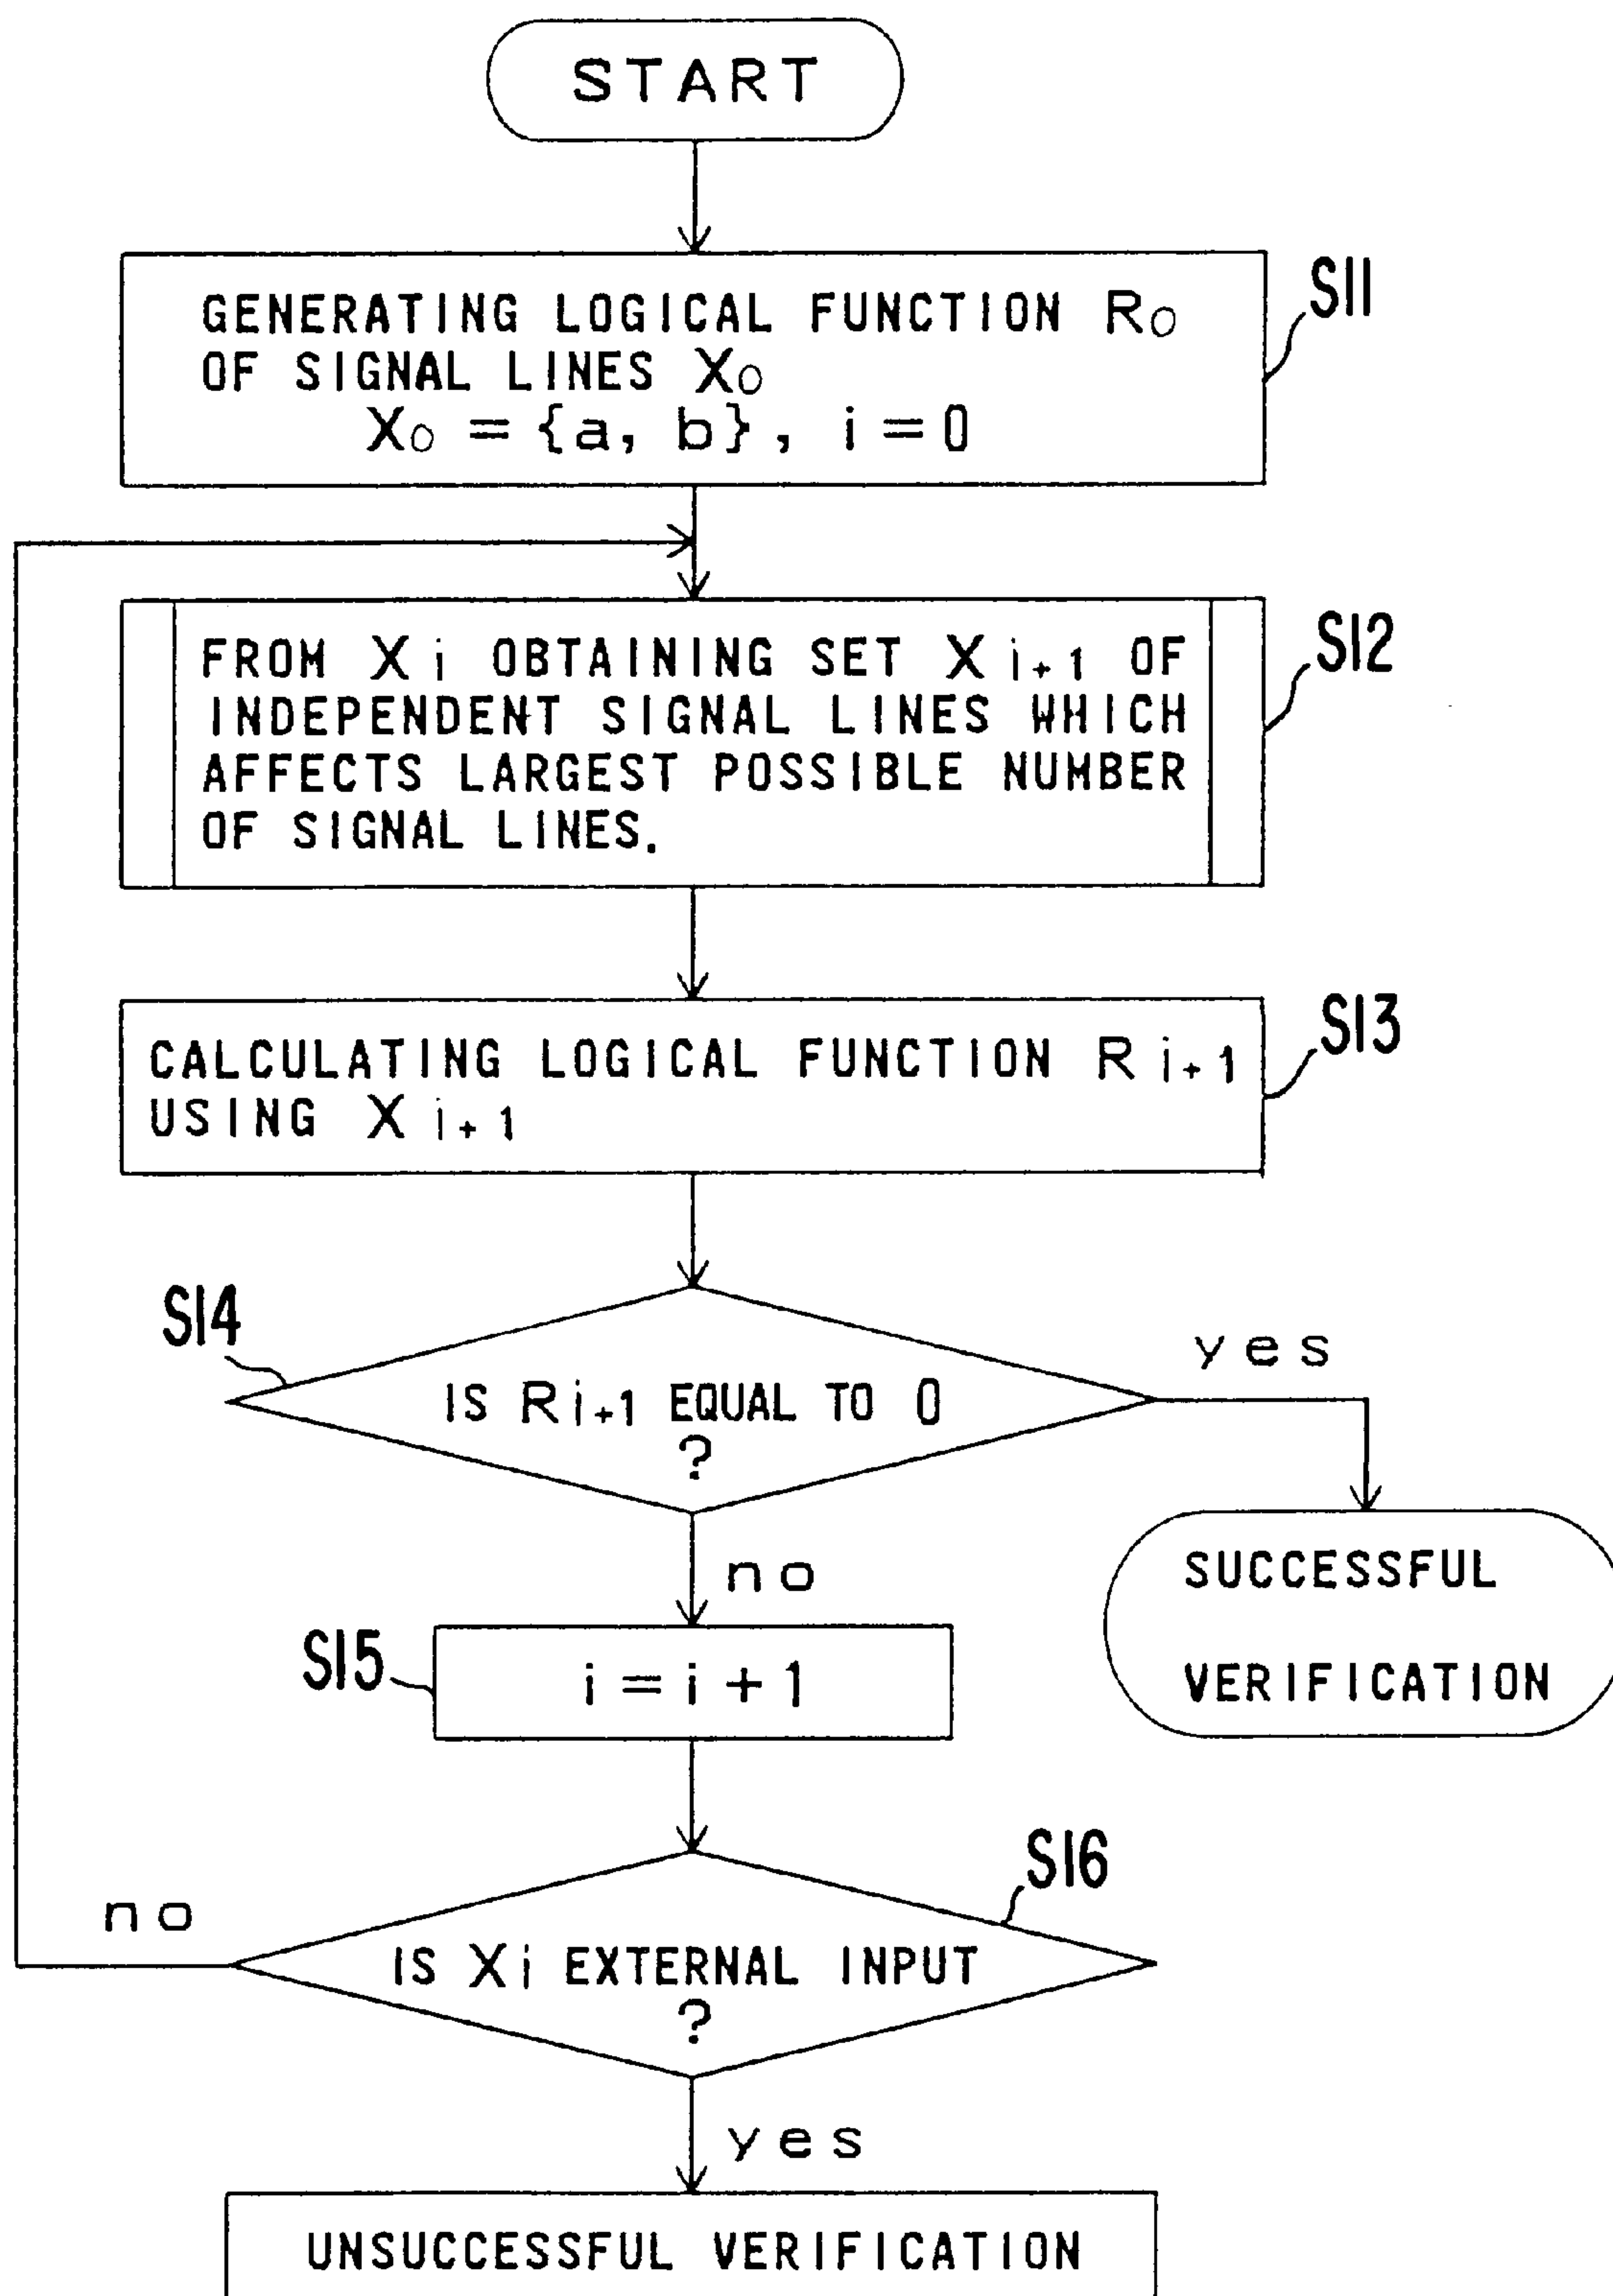 START
GENERATING LOGICAL FUNCTION R0
OF SIGNAL LINES X0
X0 = {a, b}, i = 0
S11
FROM Xi OBTAINING SET Xi+1 OF
INDEPENDENT SIGNAL LINES WHICH
AFFECTS LARGEST POSSIBLE NUMBER
OF SIGNAL LINES.
S12
CALCULATING LOGICAL FUNCTION Ri+1
USING Xi+1
S13
S14
IS Ri+1 EQUAL TO 0
?
yes
no
SUCCESSFUL
VERIFICATION
S15
i = i + 1
S16
no
IS Xi EXTERNAL INPUT
?
yes
UNSUCCESSFUL VERIFICATION